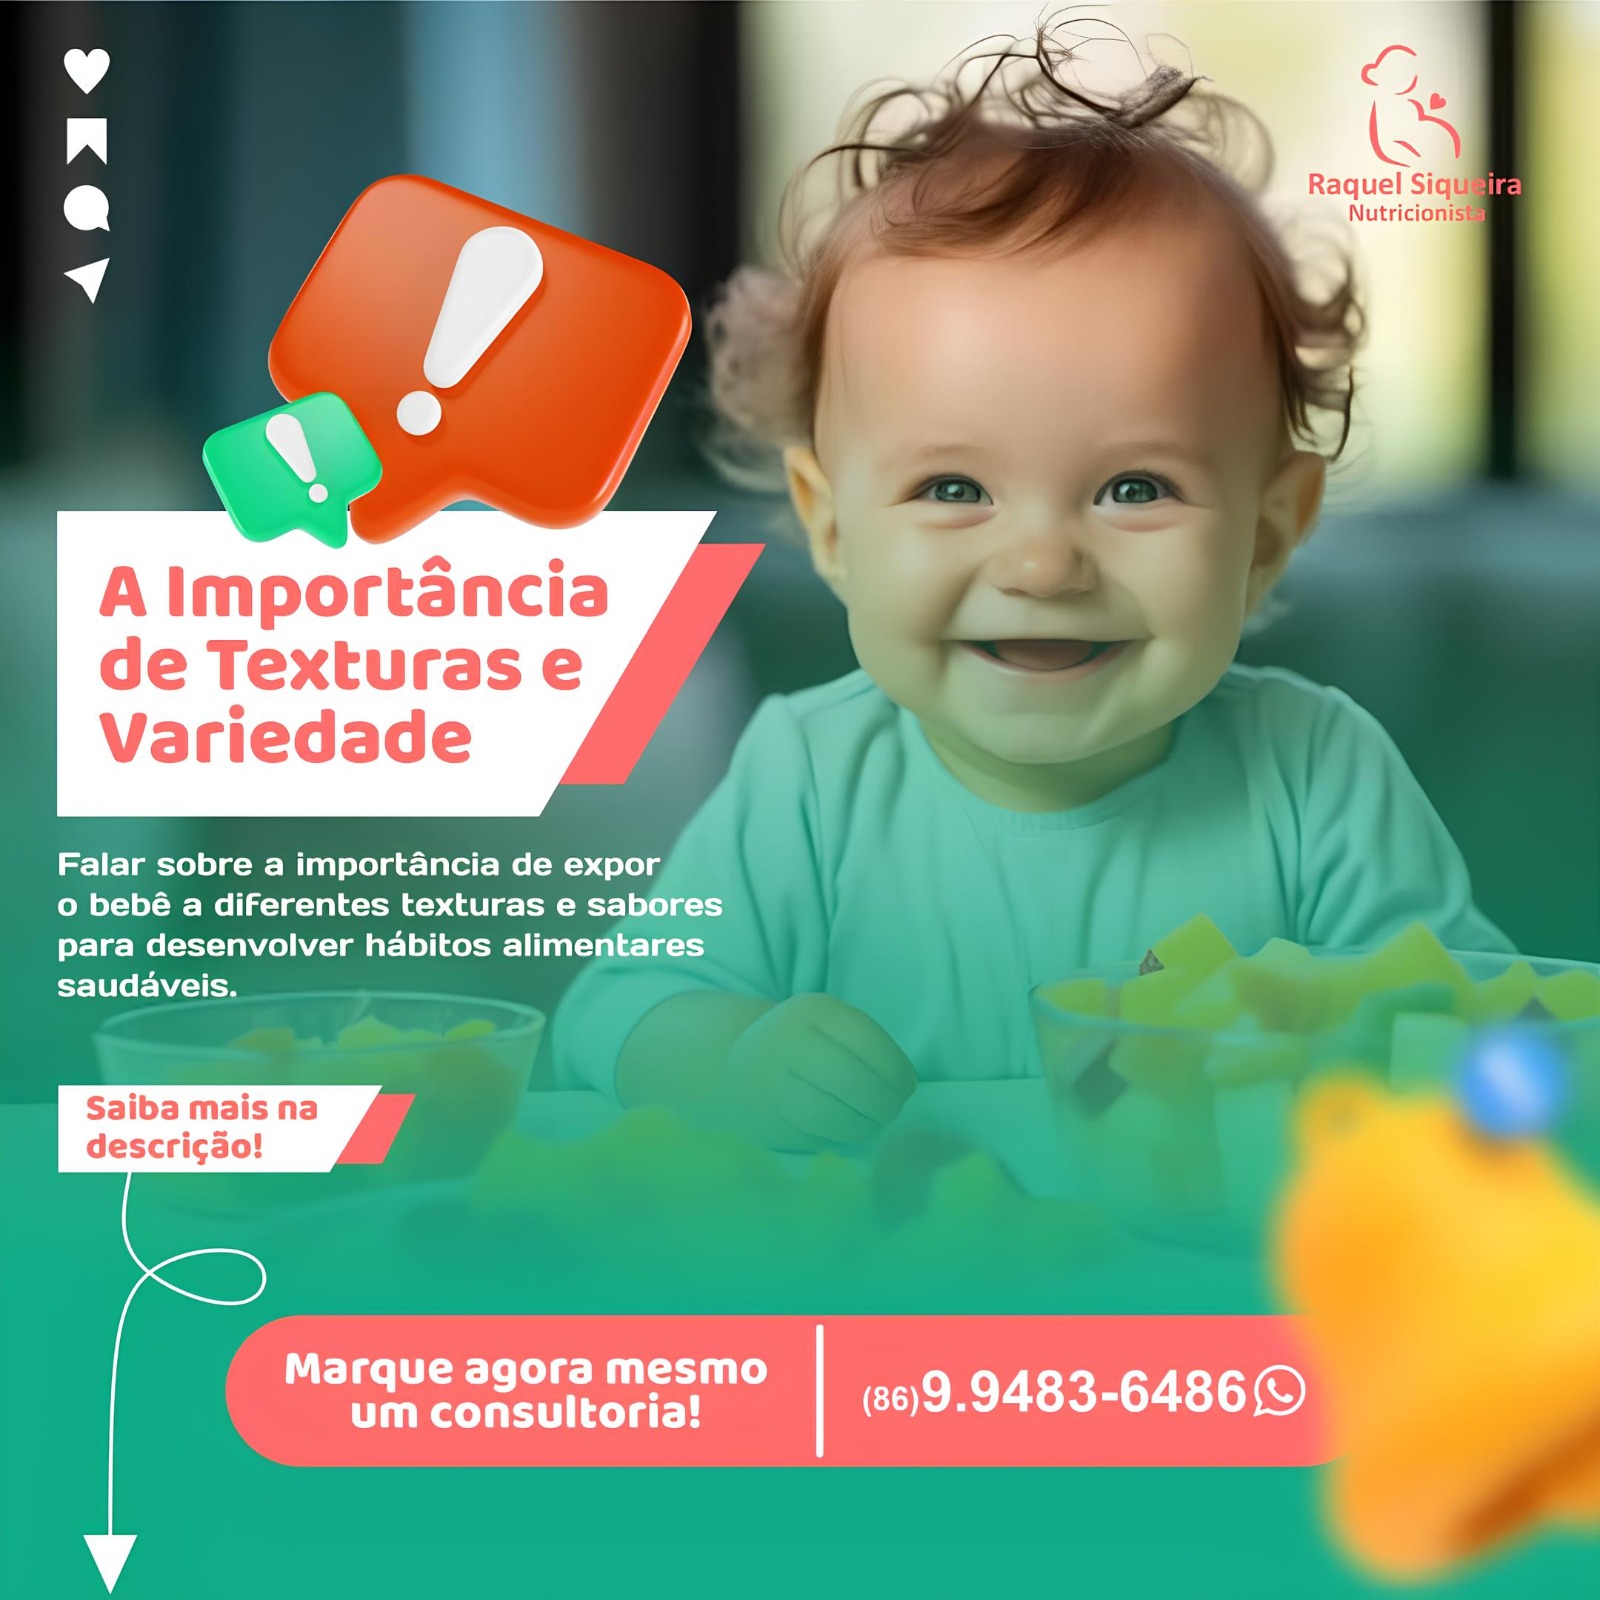 Raquel Siqueira
Nutricionista
A Importância
de Texturas e
Variedade
Falar sobre a importância de expor
o bebê a diferentes texturas e sabores
para desenvolver hábitos alimentares
saudáveis.
Saiba mais na
descrição!
Marque agora mesmo
um consultoria!
(86)9.9483-6486